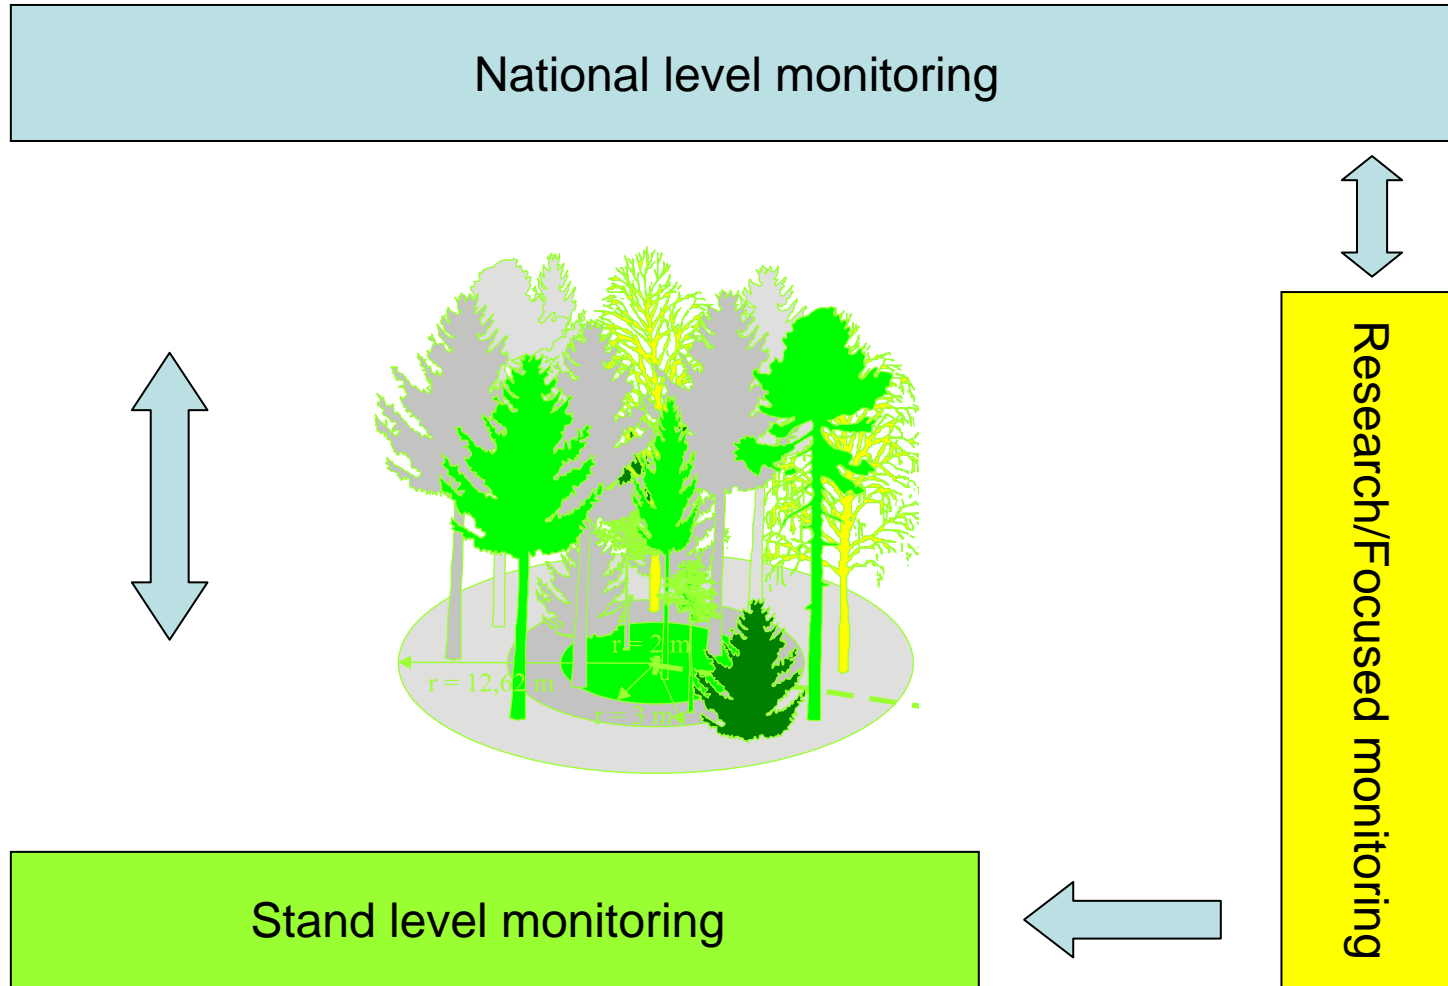 National level monitoring
Research/Focused monitoring
r = 2 m
r = 12,62 m
r = 3 m
Stand level monitoring